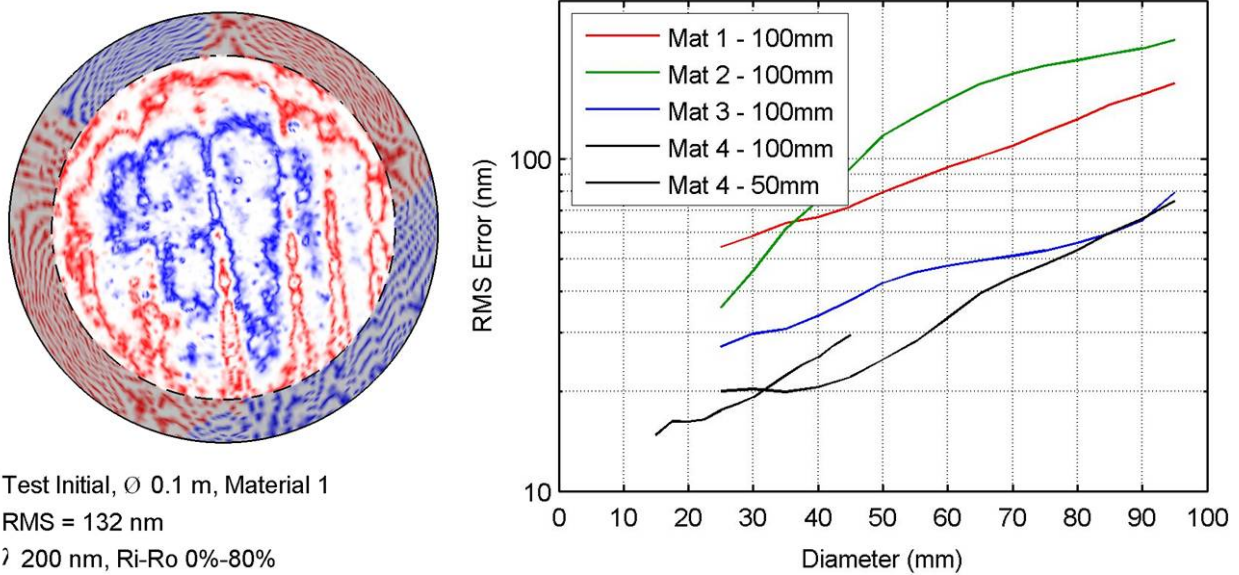 Test Initial, Ø 0.1 m, Material 1
RMS = 132 nm
λ 200 nm, Ri-Ro 0%-80%
Mat 1 - 100mm
Mat 2 - 100mm
Mat 3 - 100mm
Mat 4 - 100mm
Mat 4 - 50mm
RMS Error (nm)
100
10
0 10 20 30 40 50 60 70 80 90 100
Diameter (mm)